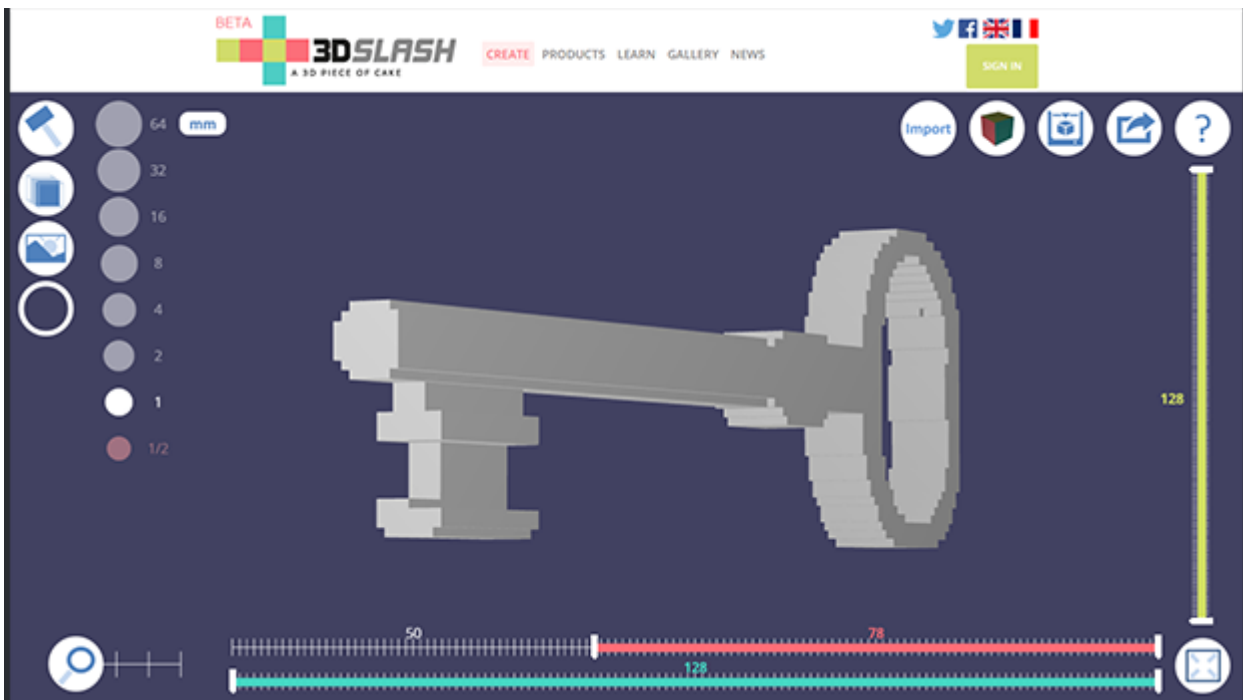 BETA
3DSLASH
A 3D PIECE OF CAKE
CREATE PRODUCTS LEARN GALLERY NEWS
SIGN IN
64 mm
Import
?
32
16
8
4
2
1
1/2
128
50
78
128